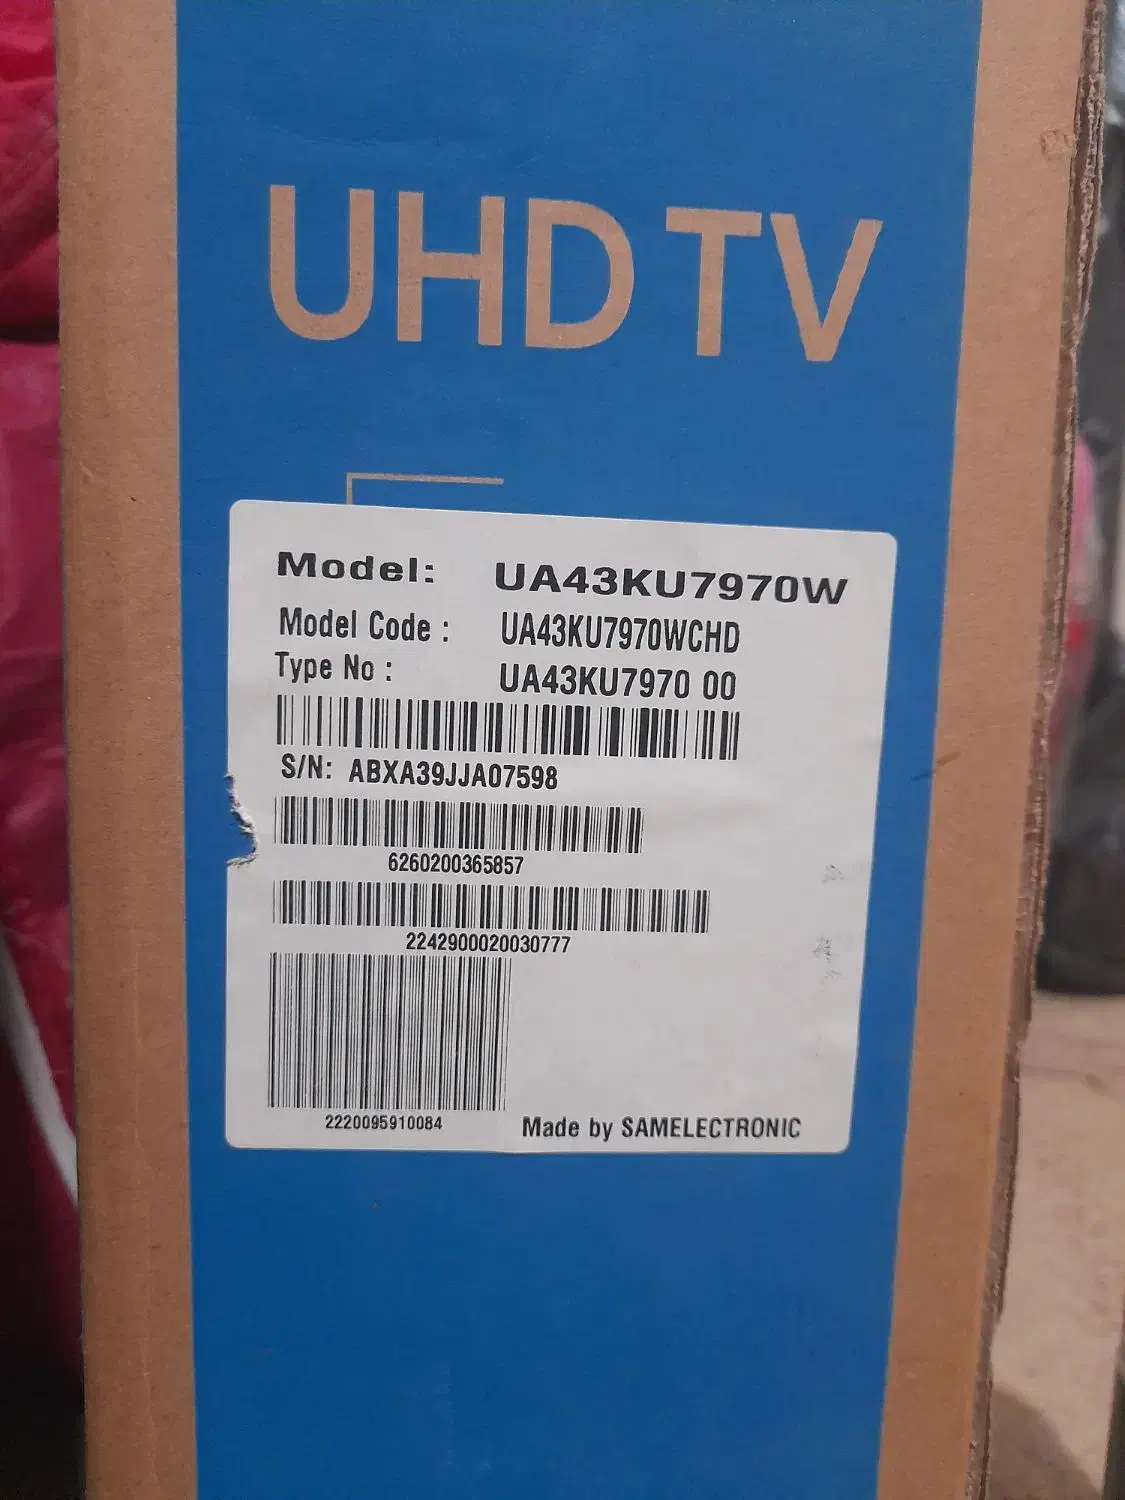 UHD TV
Model: UA43KU7970W
Model Code : UA43KU7970WCHD
Type No : UA43KU7970 00
S/N: ABXA39JJA07598
6260200365857
2242900020030777
2220095910084
Made by SAMELECTRONIC